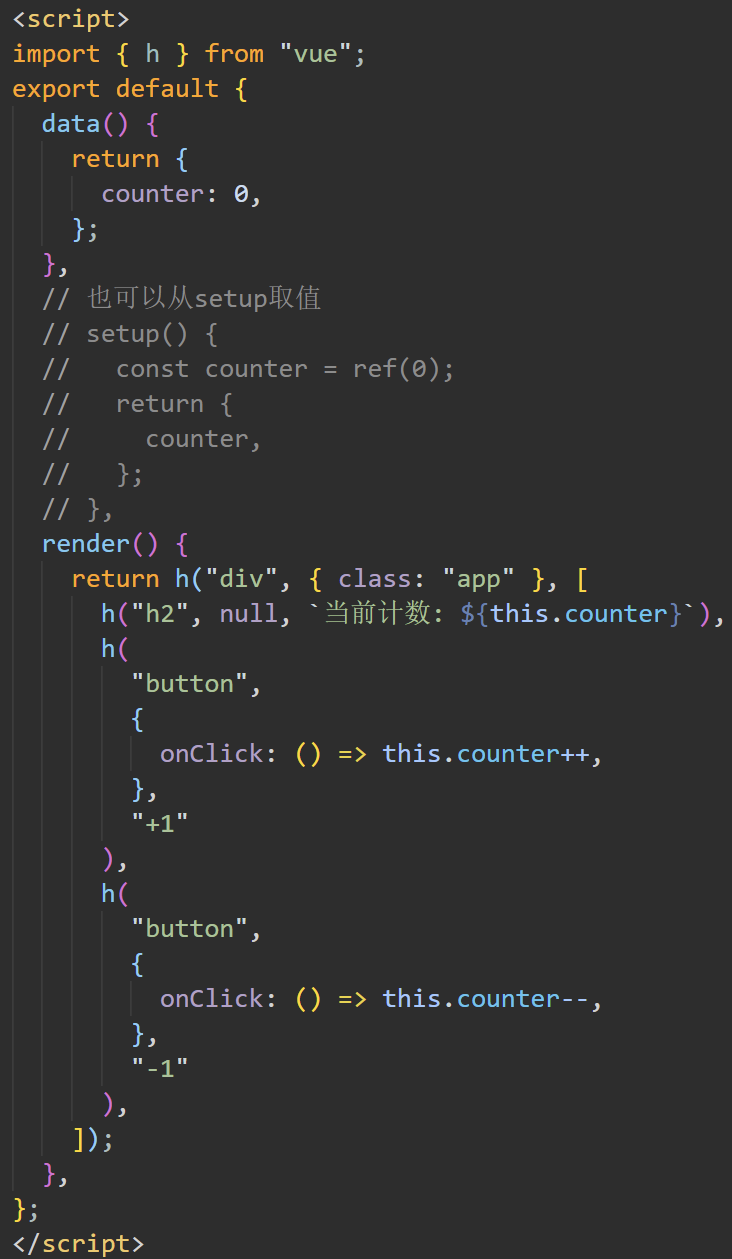 <script>
import { h } from "vue";
export default {
  data() {
    return {
      counter: 0,
    };
  },
  // 也可以从setup取值
  // setup() {
  //   const counter = ref(0);
  //   return {
  //     counter,
  //   };
  // },
  render() {
    return h("div", { class: "app" }, [
      h("h2", null, `当前计数: ${this.counter}`),
      h(
        "button",
        {
          onClick: () => this.counter++,
        },
        "+1"
      ),
      h(
        "button",
        {
          onClick: () => this.counter--,
        },
        "-1"
      ),
    ]);
  },
};
</script>